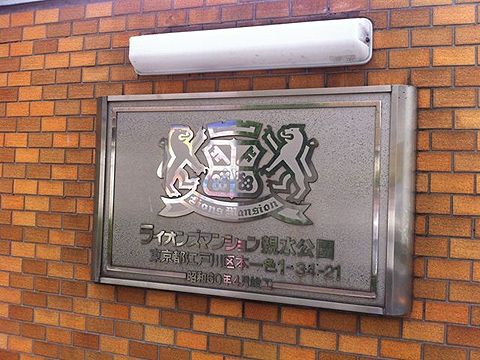 Lions Mansion
ライオンズマンション親水公園
東京都江戸川区本一色1-34-21
昭和60年4月竣工